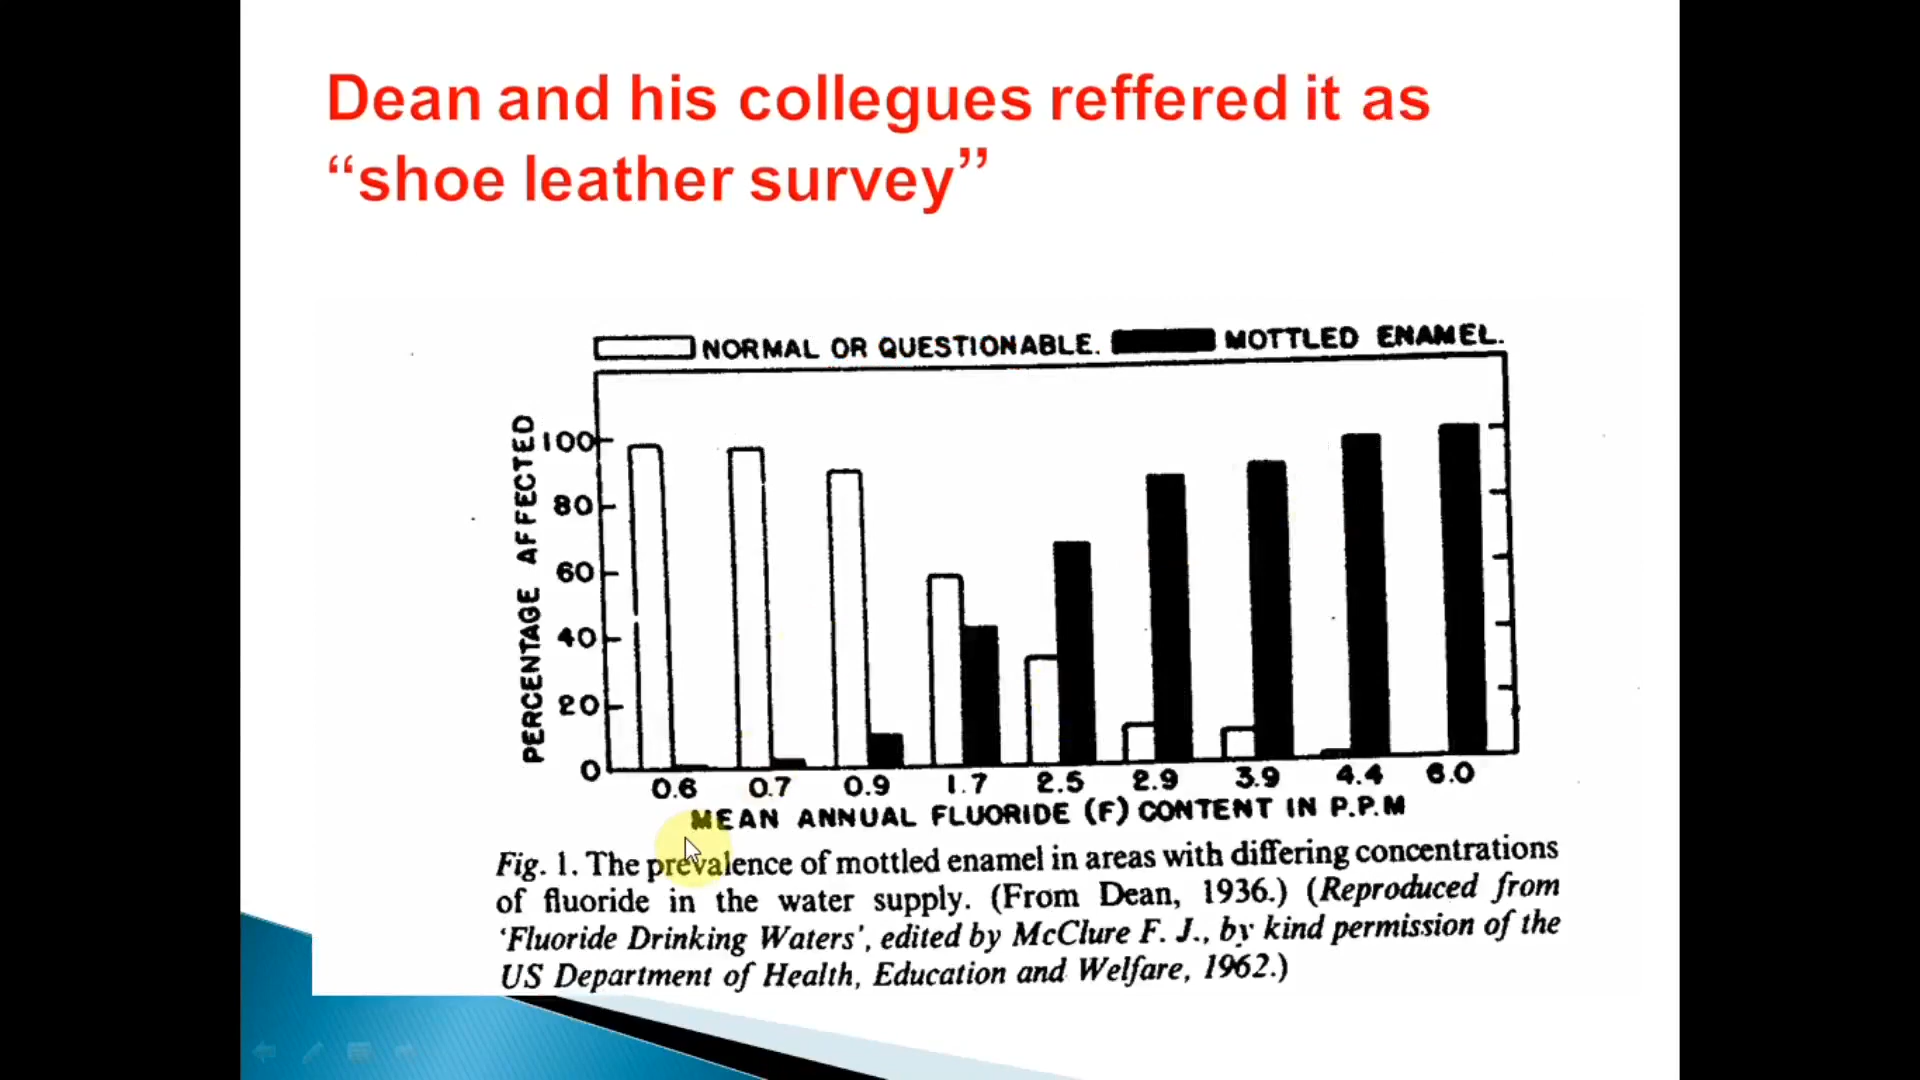 Dean and his collegues reffered it as
“shoe leather survey”
NORMAL OR QUESTIONABLE. MOTTLED ENAMEL.
PERCENTAGE AFFECTED
100
80
60
40
20
0
0.6 0.7 0.9 1.7 2.5 2.9 3.9 4.4 6.0
MEAN ANNUAL FLUORIDE (F) CONTENT IN P.P.M
Fig. 1. The prevalence of mottled enamel in areas with differing concentrations
of fluoride in the water supply. (From Dean, 1936.) (Reproduced from
‘Fluoride Drinking Waters’, edited by McClure F. J., by kind permission of the
US Department of Health, Education and Welfare, 1962.)